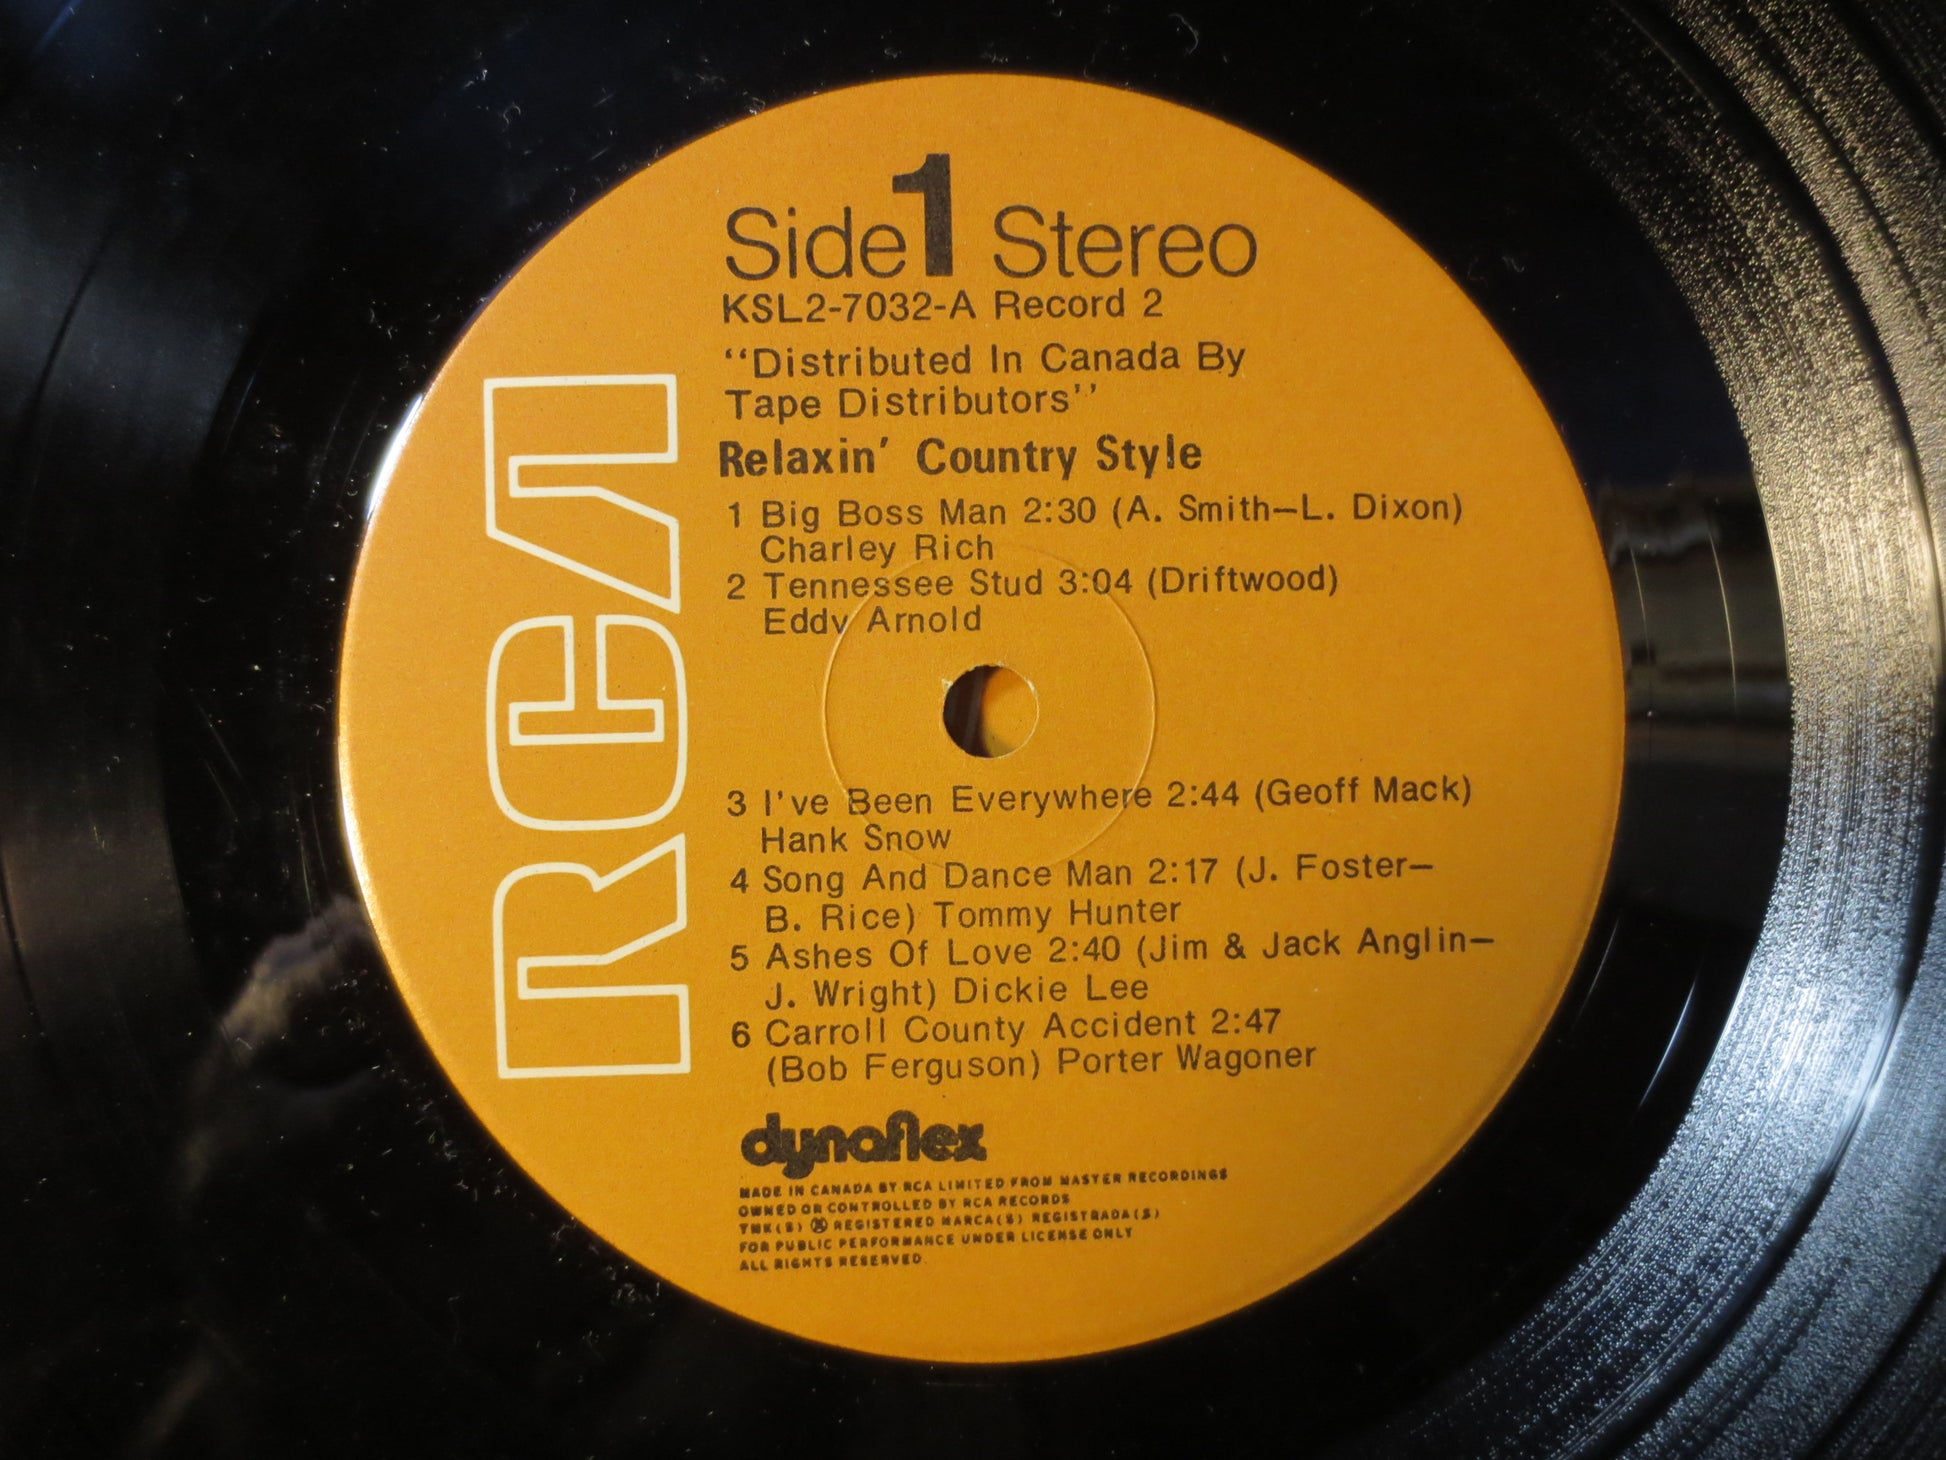 RCA
Side 1 Stereo
KSL2-7032-A Record 2
"Distributed In Canada By
Tape Distributors"
Relaxin' Country Style
1 Big Boss Man 2:30 (A. Smith–L. Dixon)
Charley Rich
2 Tennessee Stud 3:04 (Driftwood)
Eddy Arnold
3 I've Been Everywhere 2:44 (Geoff Mack)
Hank Snow
4 Song And Dance Man 2:17 (J. Foster–
B. Rice) Tommy Hunter
5 Ashes Of Love 2:40 (Jim & Jack Anglin–
J. Wright) Dickie Lee
6 Carroll County Accident 2:47
(Bob Ferguson) Porter Wagoner
dynaflex
MADE IN CANADA BY RCA LIMITED FROM MASTER RECORDINGS
OWNED OR CONTROLLED BY RCA RECORDS
TMK(S) ® REGISTERED MARCA(S) REGISTRADA(S)
FOR PUBLIC PERFORMANCE UNDER LICENSE ONLY
ALL RIGHTS RESERVED.